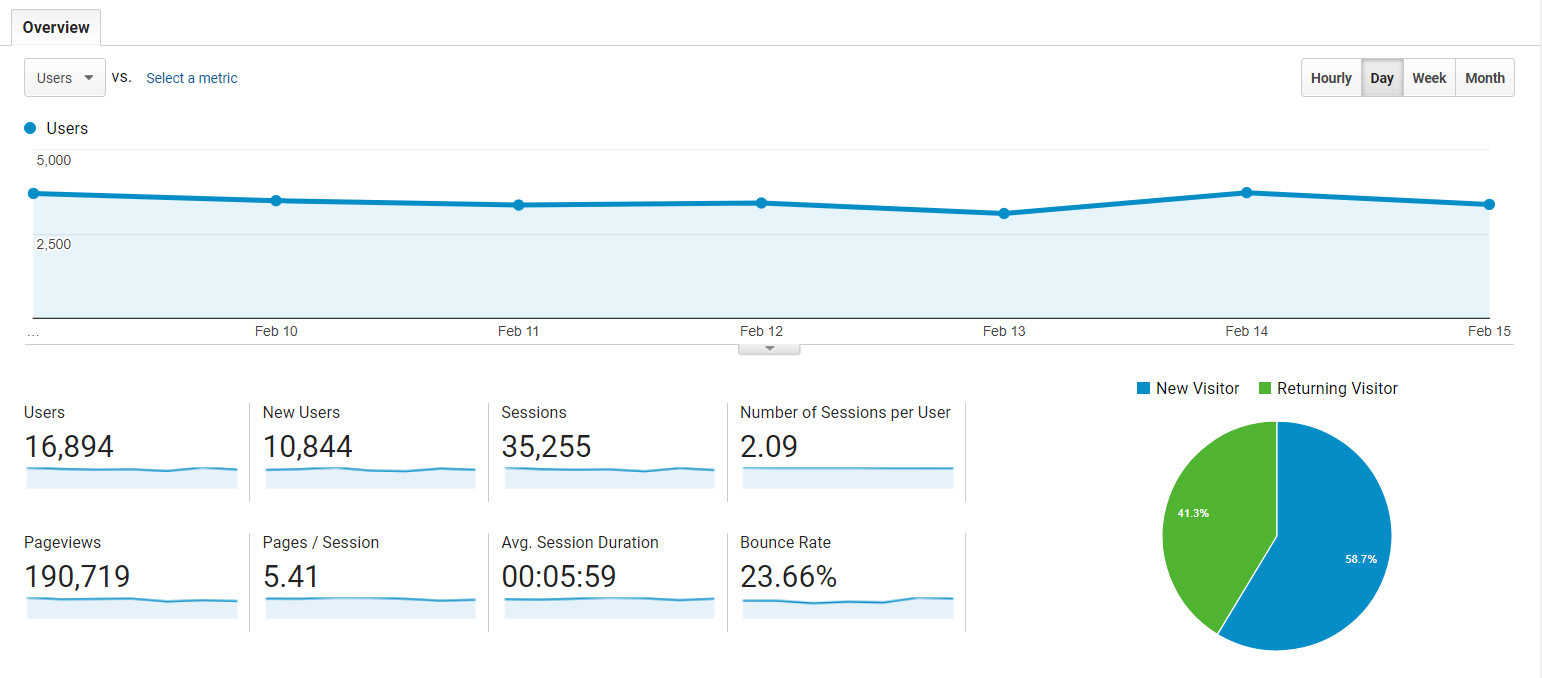 Overview
Users vs. Select a metric
Hourly Day Week Month
Users
5,000
2,500
... Feb 10 Feb 11 Feb 12 Feb 13 Feb 14 Feb 15
New Visitor Returning Visitor
Users New Users Sessions Number of Sessions per User
16,894 10,844 35,255 2.09
Pageviews Pages / Session Avg. Session Duration Bounce Rate
190,719 5.41 00:05:59 23.66%
41.3%
58.7%